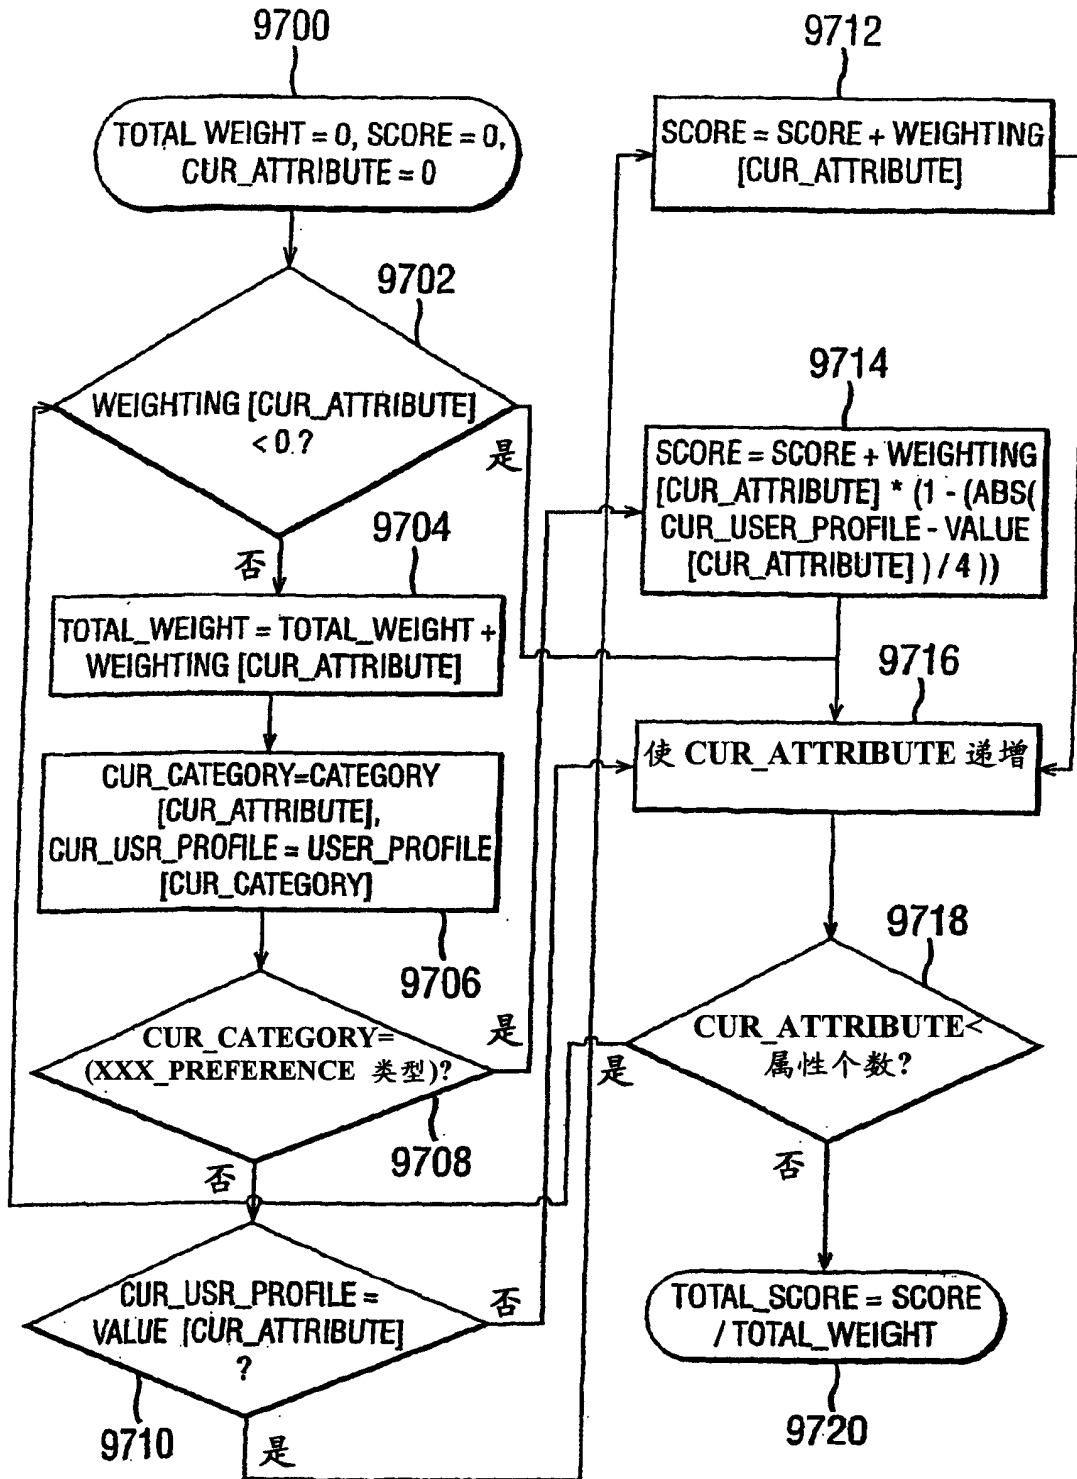 9700
TOTAL WEIGHT = 0, SCORE = 0,
CUR_ATTRIBUTE = 0
9702
WEIGHTING [CUR_ATTRIBUTE]
< 0 ?
是
否
9704
TOTAL_WEIGHT = TOTAL_WEIGHT +
WEIGHTING [CUR_ATTRIBUTE]
CUR_CATEGORY=CATEGORY
[CUR_ATTRIBUTE],
CUR_USR_PROFILE = USER_PROFILE
[CUR_CATEGORY]
9706
CUR_CATEGORY=
(XXX_PREFERENCE 类型)?
是
9708
否
CUR_USR_PROFILE =
VALUE [CUR_ATTRIBUTE]
?
否
9710
是
9712
SCORE = SCORE + WEIGHTING
[CUR_ATTRIBUTE]
9714
SCORE = SCORE + WEIGHTING
[CUR_ATTRIBUTE] * (1 - (ABS(
CUR_USER_PROFILE - VALUE
[CUR_ATTRIBUTE] ) / 4 ))
9716
使 CUR_ATTRIBUTE 递增
9718
CUR_ATTRIBUTE<
属性个数?
是
否
TOTAL_SCORE = SCORE
/ TOTAL_WEIGHT
9720